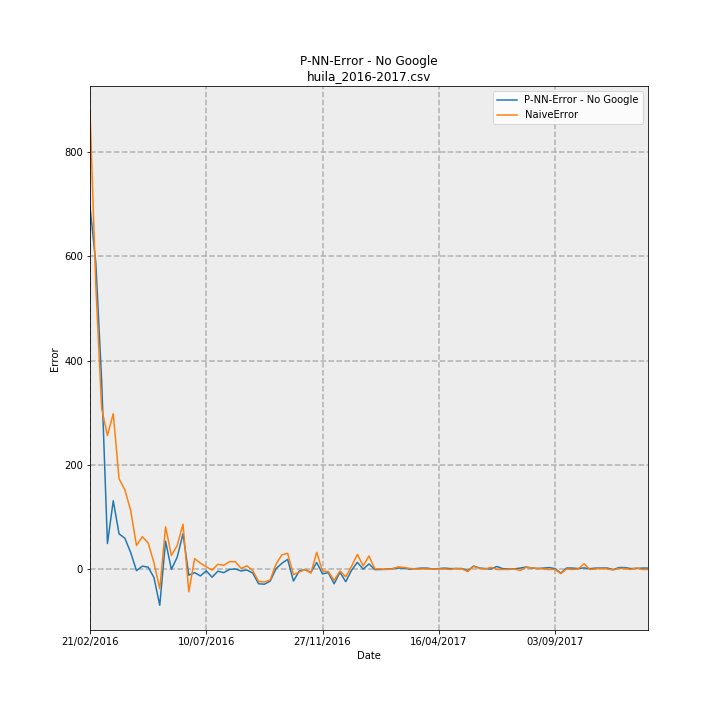 P-NN-Error - No Google
huila_2016-2017.csv
P-NN-Error - No Google
NaiveError
800
600
400
200
0
Error
21/02/2016
10/07/2016
27/11/2016
16/04/2017
03/09/2017
Date